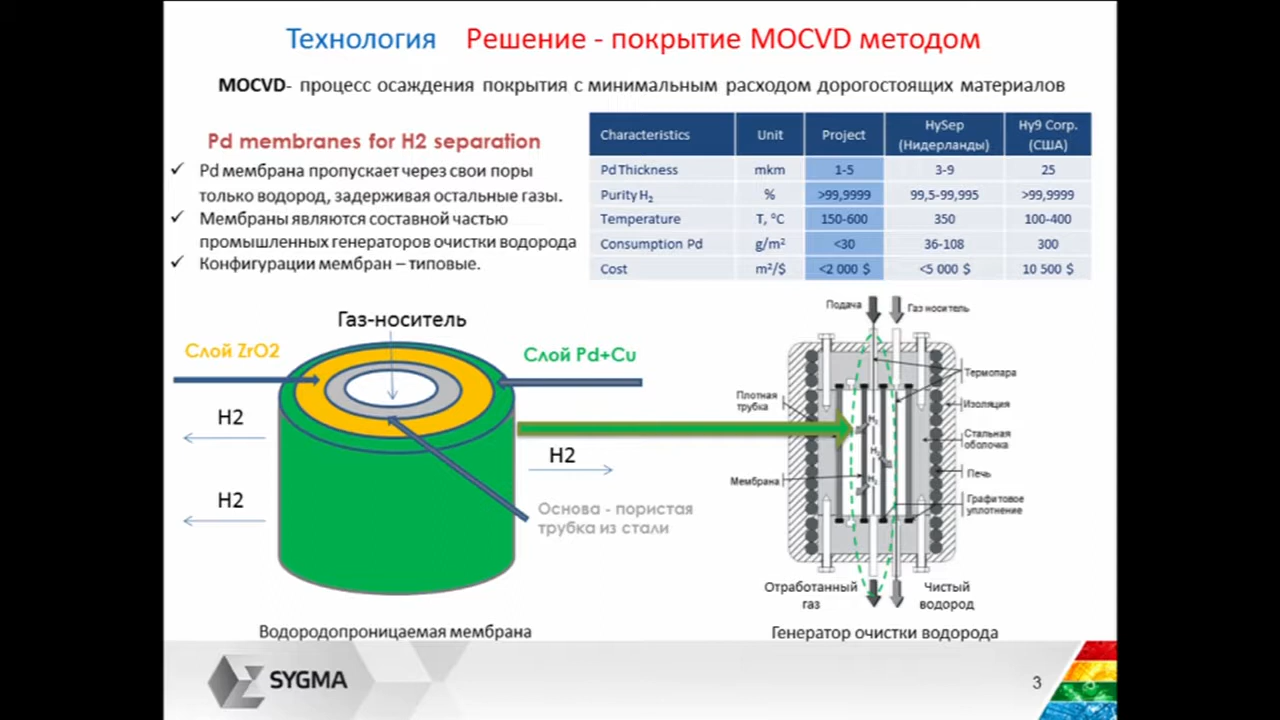 Технология Решение - покрытие MOCVD методом
MOCVD- процесс осаждения покрытия с минимальным расходом дорогостоящих материалов
Pd membranes for H2 separation
✓ Pd мембрана пропускает через свои поры
только водород, задерживая остальные газы.
✓ Мембраны являются составной частью
промышленных генераторов очистки водорода
✓ Конфигурации мембран – типовые.
Characteristics Unit Project HySep (Нидерланды) Hy9 Corp. (США)
Pd Thickness mkm 1-5 3-9 25
Purity H₂ % >99,9999 99,5-99,995 >99,9999
Temperature T, °C 150-600 350 100-400
Consumption Pd g/m² <30 36-108 300
Cost m²/$ <2 000 $ <5 000 $ 10 500 $
Газ-носитель
Слой ZrO2
Слой Pd+Cu
H2
H2
H2
Основа - пористая
трубка из стали
Водородопроницаемая мембрана
Подача
Газ носитель
Термопара
Плотная
трубка
Изоляция
Стальная
оболочка
Печь
Мембрана
Графитовое
уплотнение
H₂
H₂
H₂
Отработанный
газ
Чистый
водород
Генератор очистки водорода
SYGMA
3